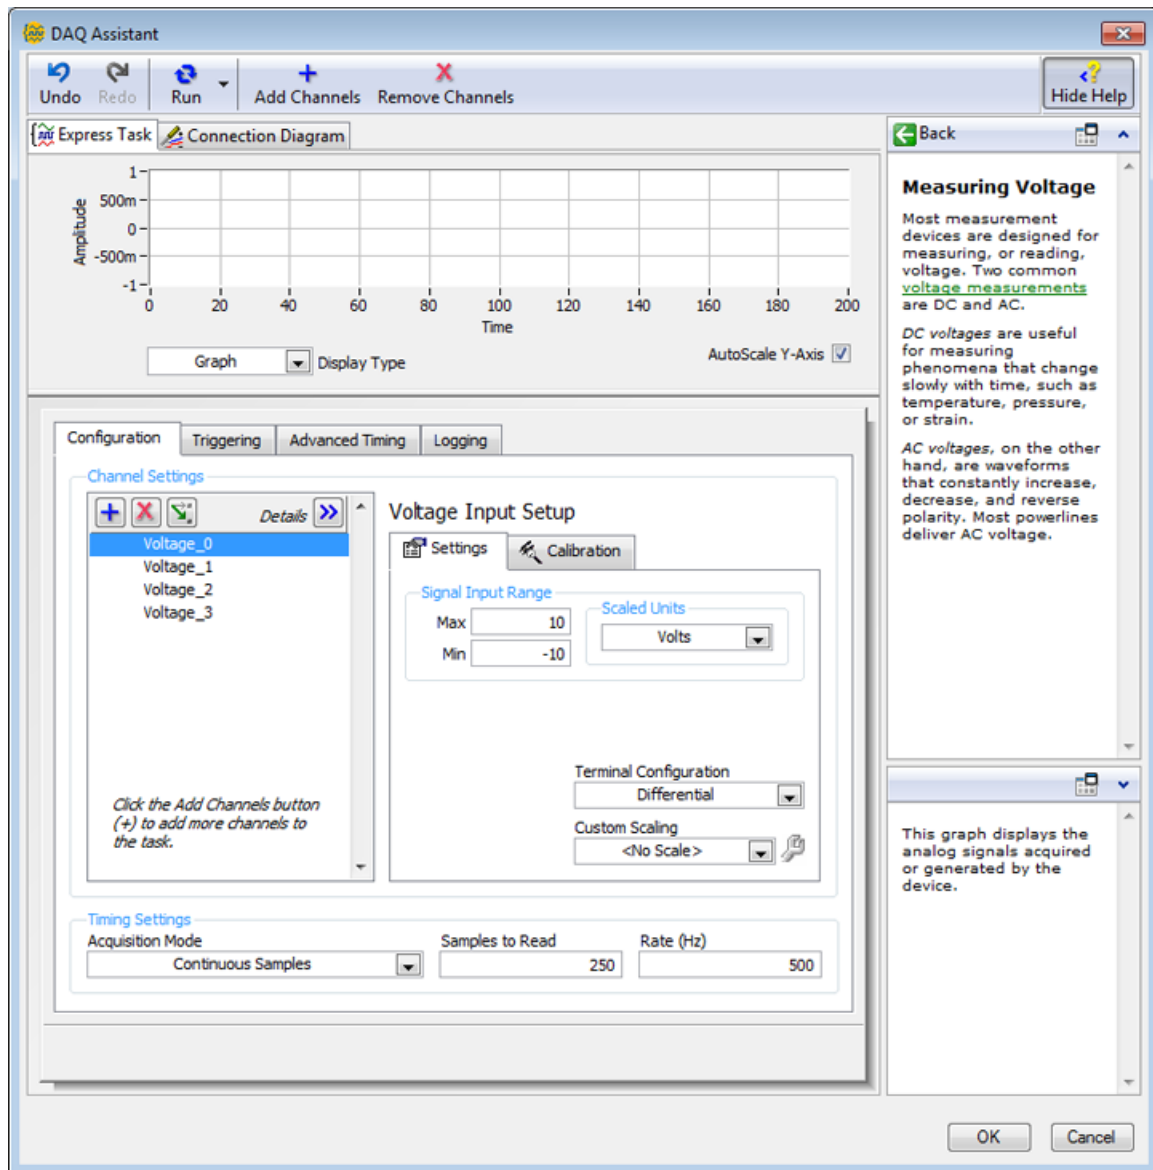 DAQ Assistant
Undo Redo Run Add Channels Remove Channels Hide Help
Express Task Connection Diagram
1
500m
0
-500m
-1
Amplitude
0 20 40 60 80 100 120 140 160 180 200
Time
Graph Display Type
AutoScale Y-Axis
Configuration Triggering Advanced Timing Logging
Channel Settings
Details
Voltage_0
Voltage_1
Voltage_2
Voltage_3
Click the Add Channels button
(+) to add more channels to
the task.
Voltage Input Setup
Settings Calibration
Signal Input Range
Max 10
Min -10
Scaled Units
Volts
Terminal Configuration
Differential
Custom Scaling
<No Scale>
Timing Settings
Acquisition Mode Samples to Read Rate (Hz)
Continuous Samples 250 500
Back
Measuring Voltage
Most measurement
devices are designed for
measuring, or reading,
voltage. Two common
voltage measurements
are DC and AC.
DC voltages are useful
for measuring
phenomena that change
slowly with time, such as
temperature, pressure,
or strain.
AC voltages, on the other
hand, are waveforms
that constantly increase,
decrease, and reverse
polarity. Most powerlines
deliver AC voltage.
This graph displays the
analog signals acquired
or generated by the
device.
OK Cancel